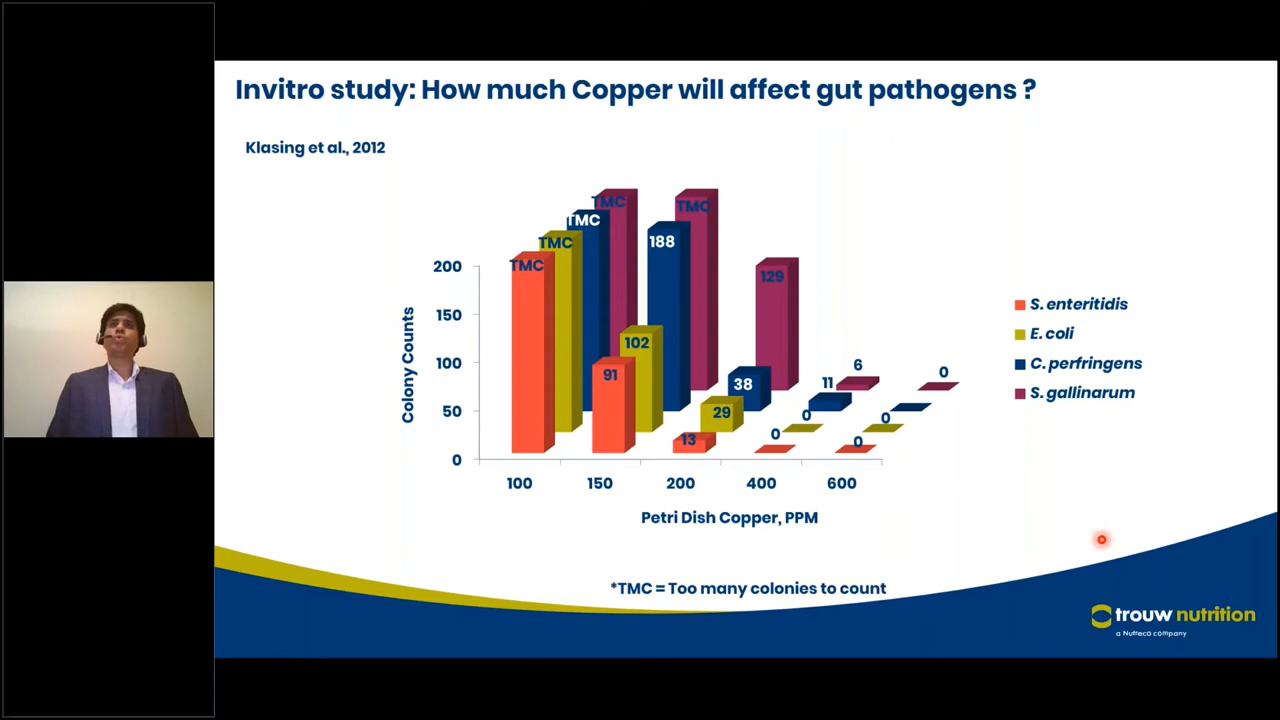 Invitro study: How much Copper will affect gut pathogens ?
Klasing et al., 2012
TMC
TMC
TMC
TMC
TMC
188
129
102
91
38
29
13
11
6
0
0
0
0
0
0
200
150
100
50
0
Colony Counts
100 150 200 400 600
Petri Dish Copper, PPM
S. enteritidis
E. coli
C. perfringens
S. gallinarum
*TMC = Too many colonies to count
trouw nutrition
a Nutreco company